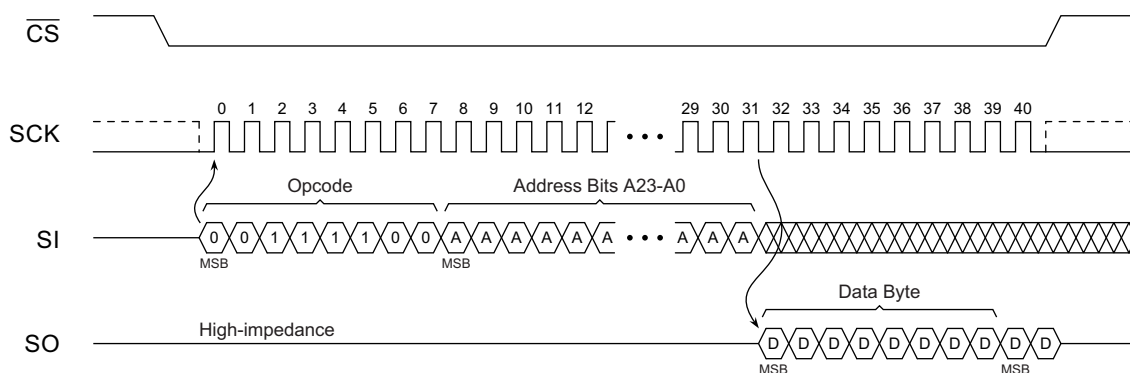 CS
0 1 2 3 4 5 6 7 8 9 10 11 12 29 30 31 32 33 34 35 36 37 38 39 40
SCK
Opcode Address Bits A23-A0
SI 0 0 1 1 1 1 0 0 A A A A A A • • • A A A
MSB MSB
Data Byte
High-impedance
SO D D D D D D D D D D
MSB MSB